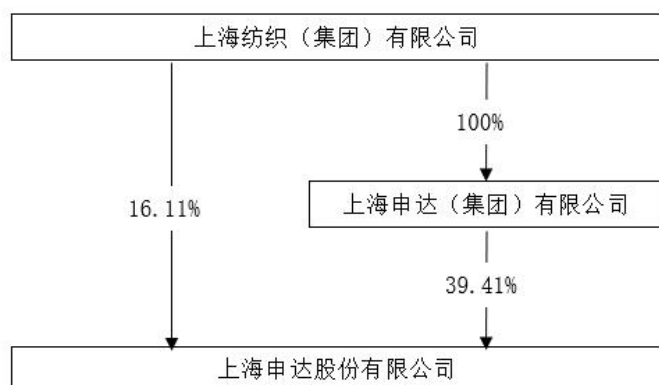 上海纺织（集团）有限公司
100%
上海申达（集团）有限公司
16.11%
39.41%
上海申达股份有限公司